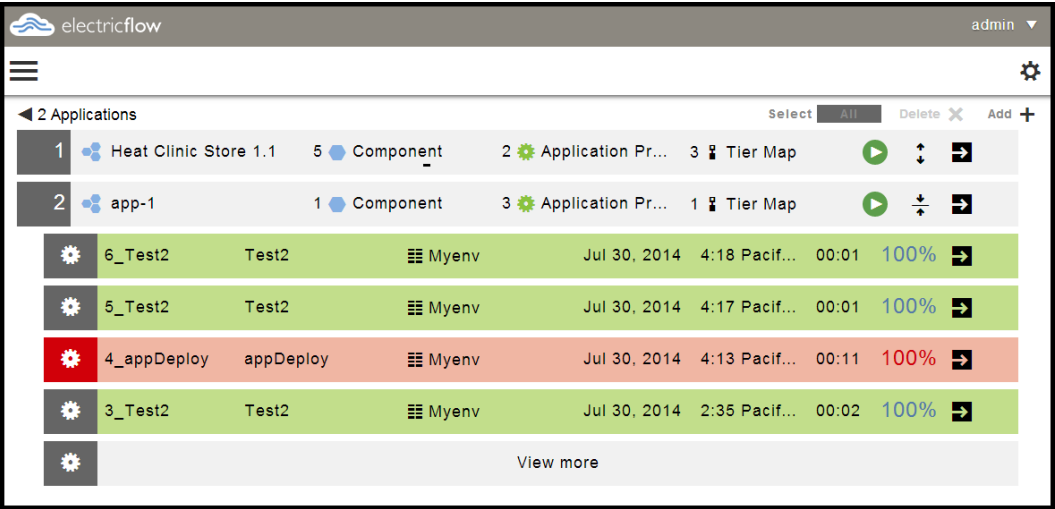 electricflow admin
2 Applications Select All Delete Add
1 Heat Clinic Store 1.1 5 Component 2 Application Pr... 3 Tier Map
2 app-1 1 Component 3 Application Pr... 1 Tier Map
6_Test2 Test2 Myenv Jul 30, 2014 4:18 Pacif... 00:01 100%
5_Test2 Test2 Myenv Jul 30, 2014 4:17 Pacif... 00:01 100%
4_appDeploy appDeploy Myenv Jul 30, 2014 4:13 Pacif... 00:11 100%
3_Test2 Test2 Myenv Jul 30, 2014 2:35 Pacif... 00:02 100%
View more